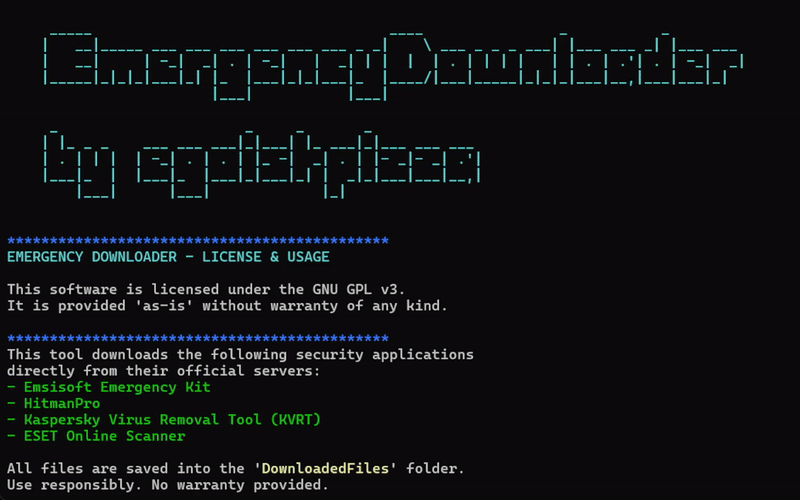 EmergencyDownloader
by egoistpizza
*********************************************
EMERGENCY DOWNLOADER - LICENSE & USAGE
This software is licensed under the GNU GPL v3.
It is provided 'as-is' without warranty of any kind.
*********************************************
This tool downloads the following security applications
directly from their official servers:
- Emsisoft Emergency Kit
- HitmanPro
- Kaspersky Virus Removal Tool (KVRT)
- ESET Online Scanner
All files are saved into the 'DownloadedFiles' folder.
Use responsibly. No warranty provided.